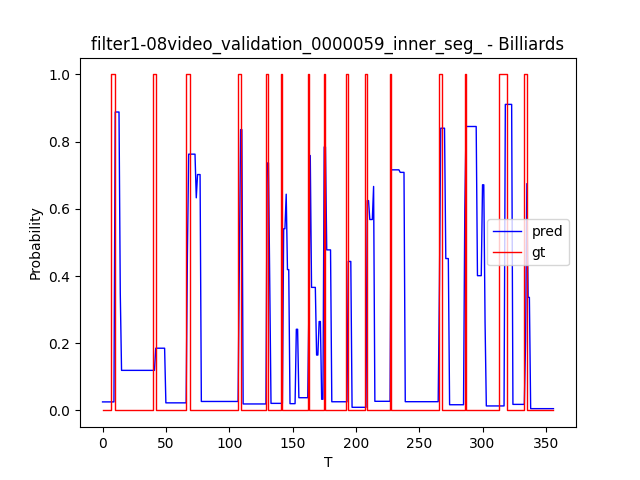 filter1-08video_validation_0000059_inner_seg_ - Billiards
1.0
0.8
0.6
0.4
0.2
0.0
Probability
pred
gt
0 50 100 150 200 250 300 350
T